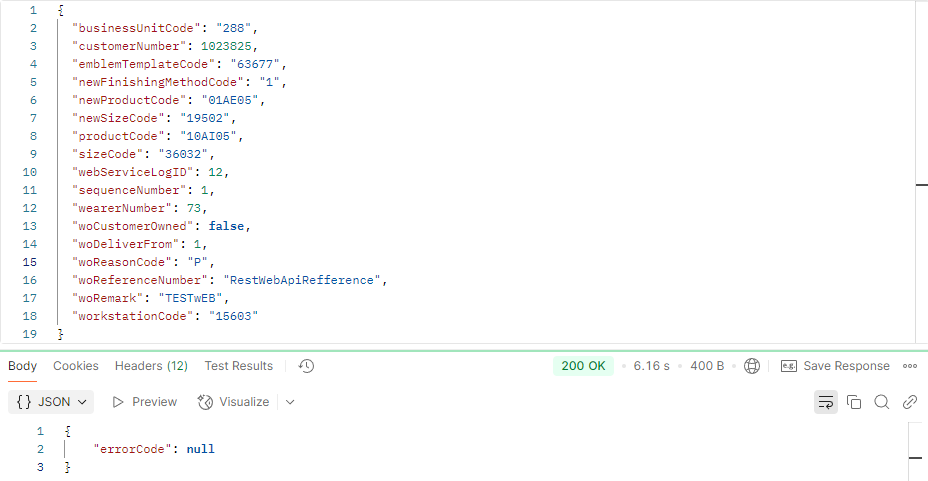 1 {
2 "businessUnitCode": "288",
3 "customerNumber": 1023825,
4 "emblemTemplateCode": "63677",
5 "newFinishingMethodCode": "1",
6 "newProductCode": "01AE05",
7 "newSizeCode": "19502",
8 "productCode": "10AI05",
9 "sizeCode": "36032",
10 "webServiceLogID": 12,
11 "sequenceNumber": 1,
12 "wearerNumber": 73,
13 "woCustomerOwned": false,
14 "woDeliverFrom": 1,
15 "woReasonCode": "P",
16 "woReferenceNumber": "RestWebApiRefference",
17 "woRemark": "TESTwEB",
18 "workstationCode": "15603"
19 }
Body Cookies Headers (12) Test Results 200 OK • 6.16 s • 400 B e.g. Save Response
{} JSON Preview Visualize
1 {
2 "errorCode": null
3 }